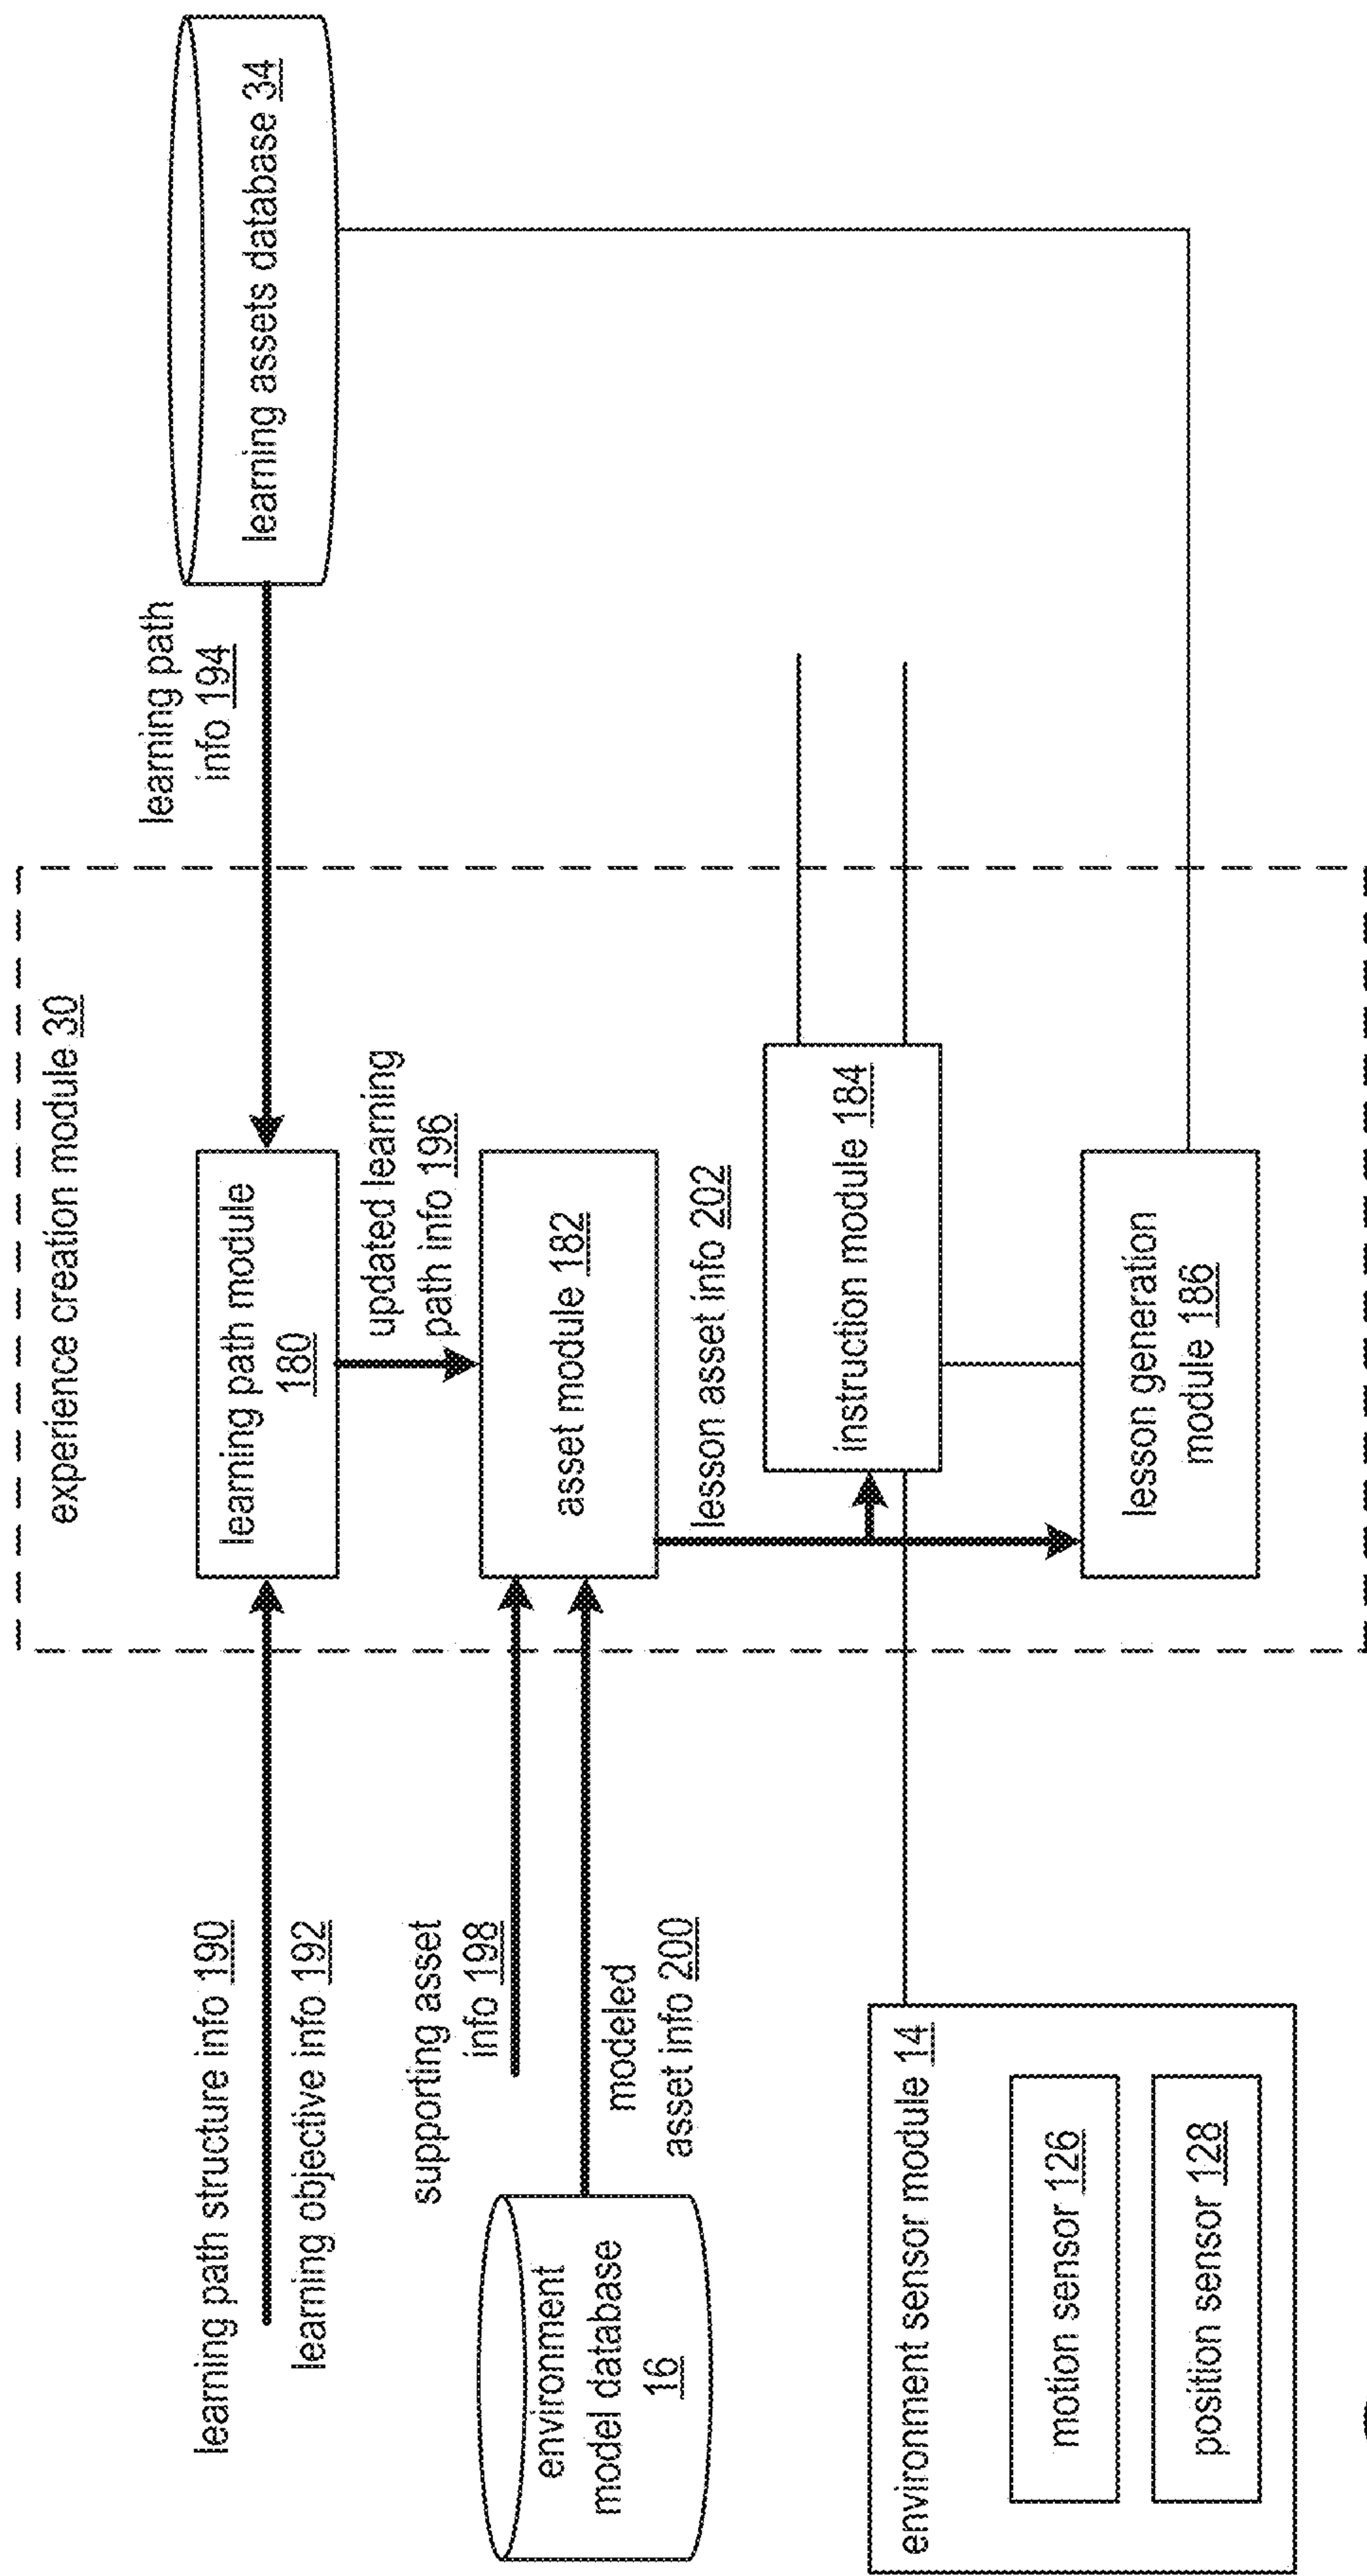 experience creation module 30
learning path structure info 190
learning objective info 192
learning path module
180
learning path
info 194
learning assets database 34
updated learning
path info 196
supporting asset
info 198
environment
model database
16
modeled
asset info 200
asset module 182
lesson asset info 202
instruction module 184
environment sensor module 14
motion sensor 126
position sensor 128
lesson generation
module 186